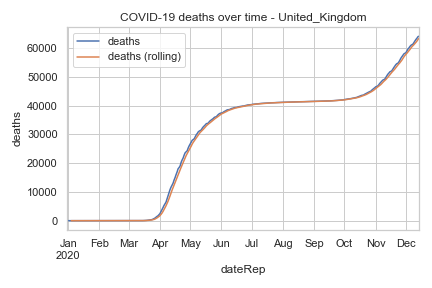 COVID-19 deaths over time - United_Kingdom
deaths
deaths (rolling)
60000
50000
40000
30000
20000
10000
0
deaths
Jan Feb Mar Apr May Jun Jul Aug Sep Oct Nov Dec
2020
dateRep